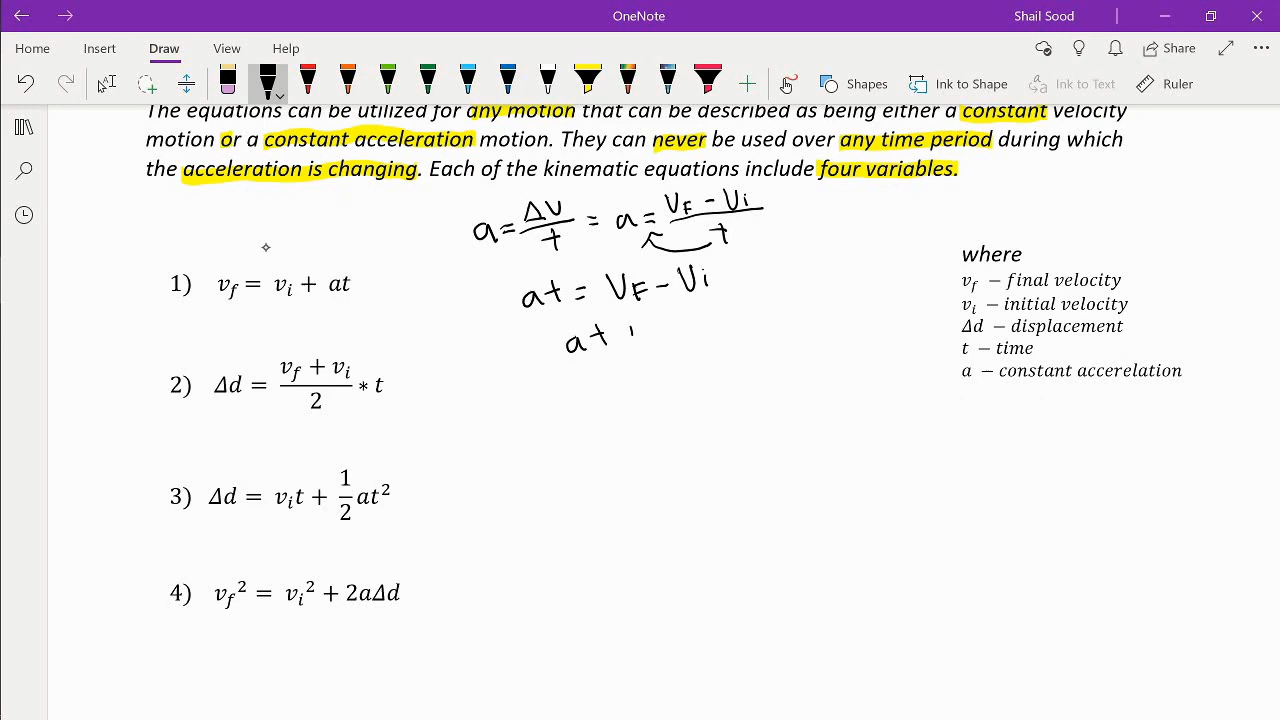 OneNote
Shail Sood
Home Insert Draw View Help
Share
Shapes
Ink to Shape
Ink to Text
Ruler
The equations can be utilized for any motion that can be described as being either a constant velocity
motion or a constant acceleration motion. They can never be used over any time period during which
the acceleration is changing. Each of the kinematic equations include four variables.
a = Δv/t = a = VF - Vi/t
at = VF - Vi
at
1) vf = vi + at
2) Δd = vf + vi/2 * t
3) Δd = vit + 1/2 at²
4) vf² = vi² + 2aΔd
where
vf – final velocity
vi – initial velocity
Δd – displacement
t – time
a – constant accerelation